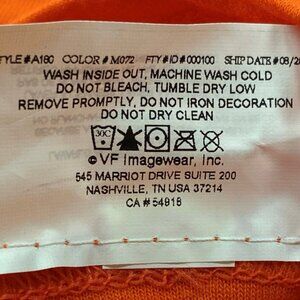 STYLE #A160 COLOR # M072 FTY#ID#000100 SHIP DATE#08/2
WASH INSIDE OUT, MACHINE WASH COLD
DO NOT BLEACH, TUMBLE DRY LOW
REMOVE PROMPTLY, DO NOT IRON DECORATION
DO NOT DRY CLEAN
30C
© VF Imagewear, Inc.
545 MARRIOT DRIVE SUITE 200
NASHVILLE, TN USA 37214
CA # 54918